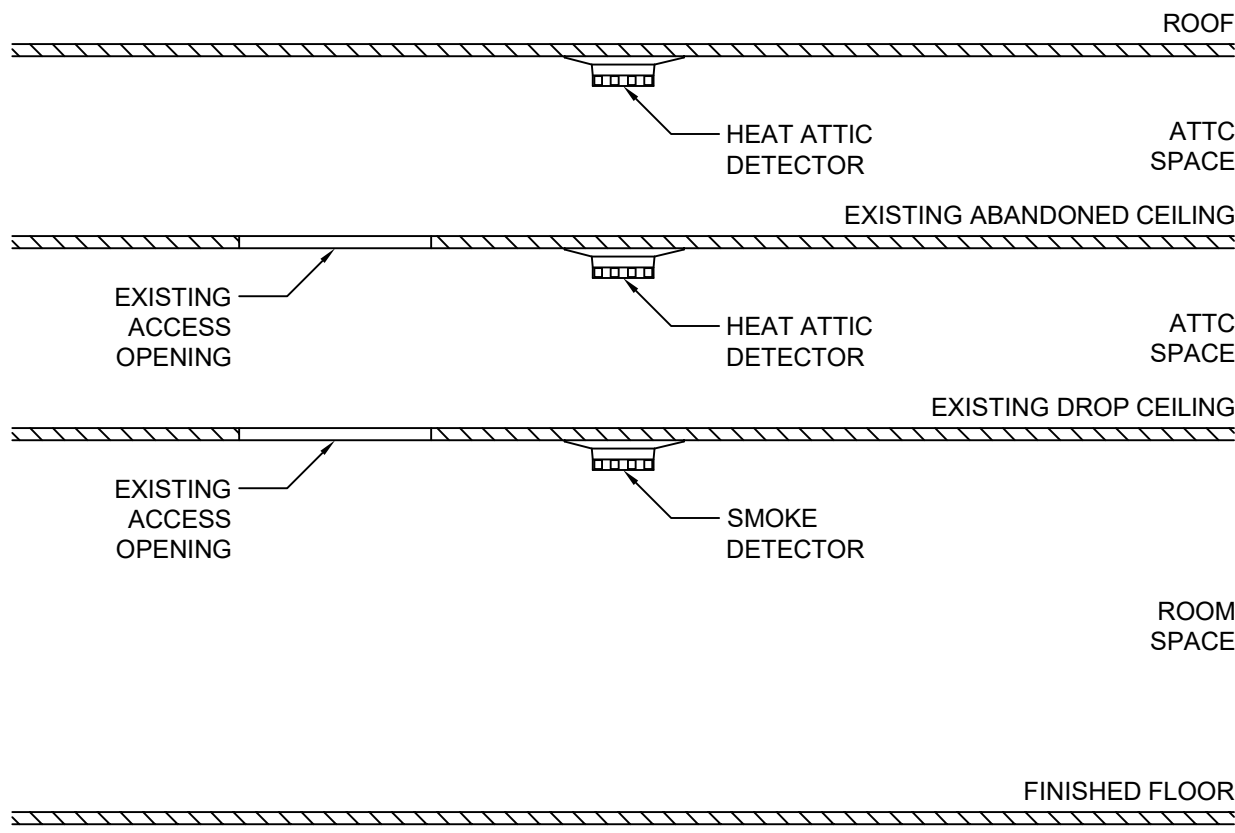 ROOF
HEAT ATTIC
DETECTOR
ATTC
SPACE
EXISTING ABANDONED CEILING
EXISTING
ACCESS
OPENING
HEAT ATTIC
DETECTOR
ATTC
SPACE
EXISTING DROP CEILING
EXISTING
ACCESS
OPENING
SMOKE
DETECTOR
ROOM
SPACE
FINISHED FLOOR